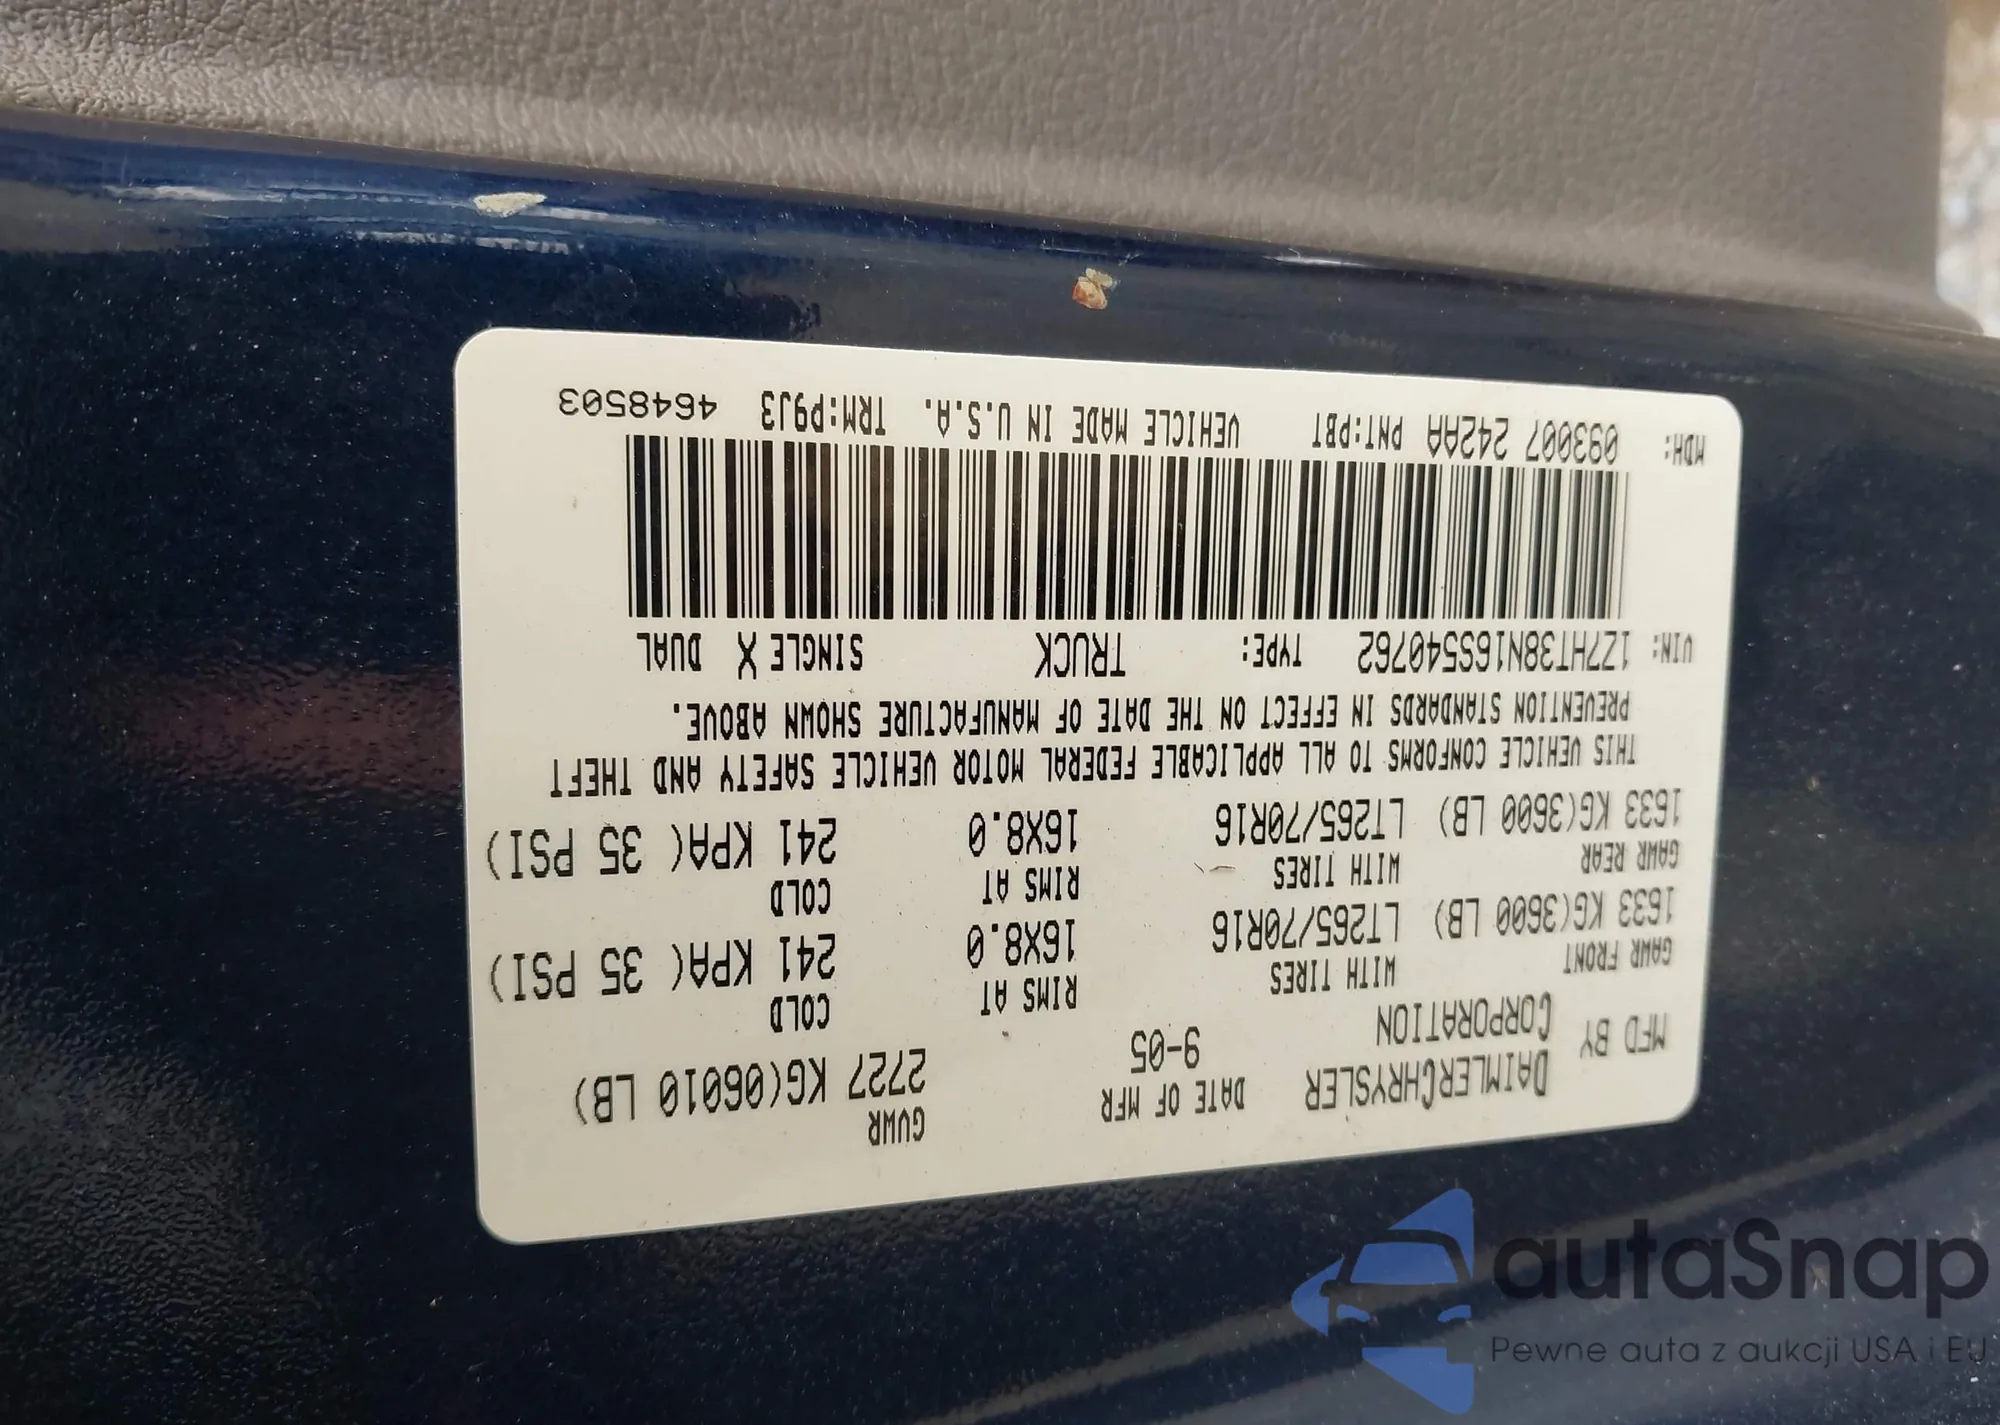 MFD BY DAIMLERCHRYSLER CORPORATION DATE OF MFR 9-05 GVWR 2727 KG(06010 LB)
GAWR FRONT WITH TIRES RIMS AT COLD
1633 KG(3600 LB) LT265/70R16 16X8.0 241 KPA( 35 PSI)
GAWR REAR WITH TIRES RIMS AT COLD
1633 KG(3600 LB) LT265/70R16 16X8.0 241 KPA( 35 PSI)
THIS VEHICLE CONFORMS TO ALL APPLICABLE FEDERAL MOTOR VEHICLE SAFETY AND THEFT
PREVENTION STANDARDS IN EFFECT ON THE DATE OF MANUFACTURE SHOWN ABOVE.
VIN: 1Z7HT38N16S540762 TYPE: TRUCK SINGLE X DUAL
MDH: 093007 242AA PNT:PBT VEHICLE MADE IN U.S.A. TRM:P9J3 4648503
autaSnap
Pewne auta z aukcji USA i EU